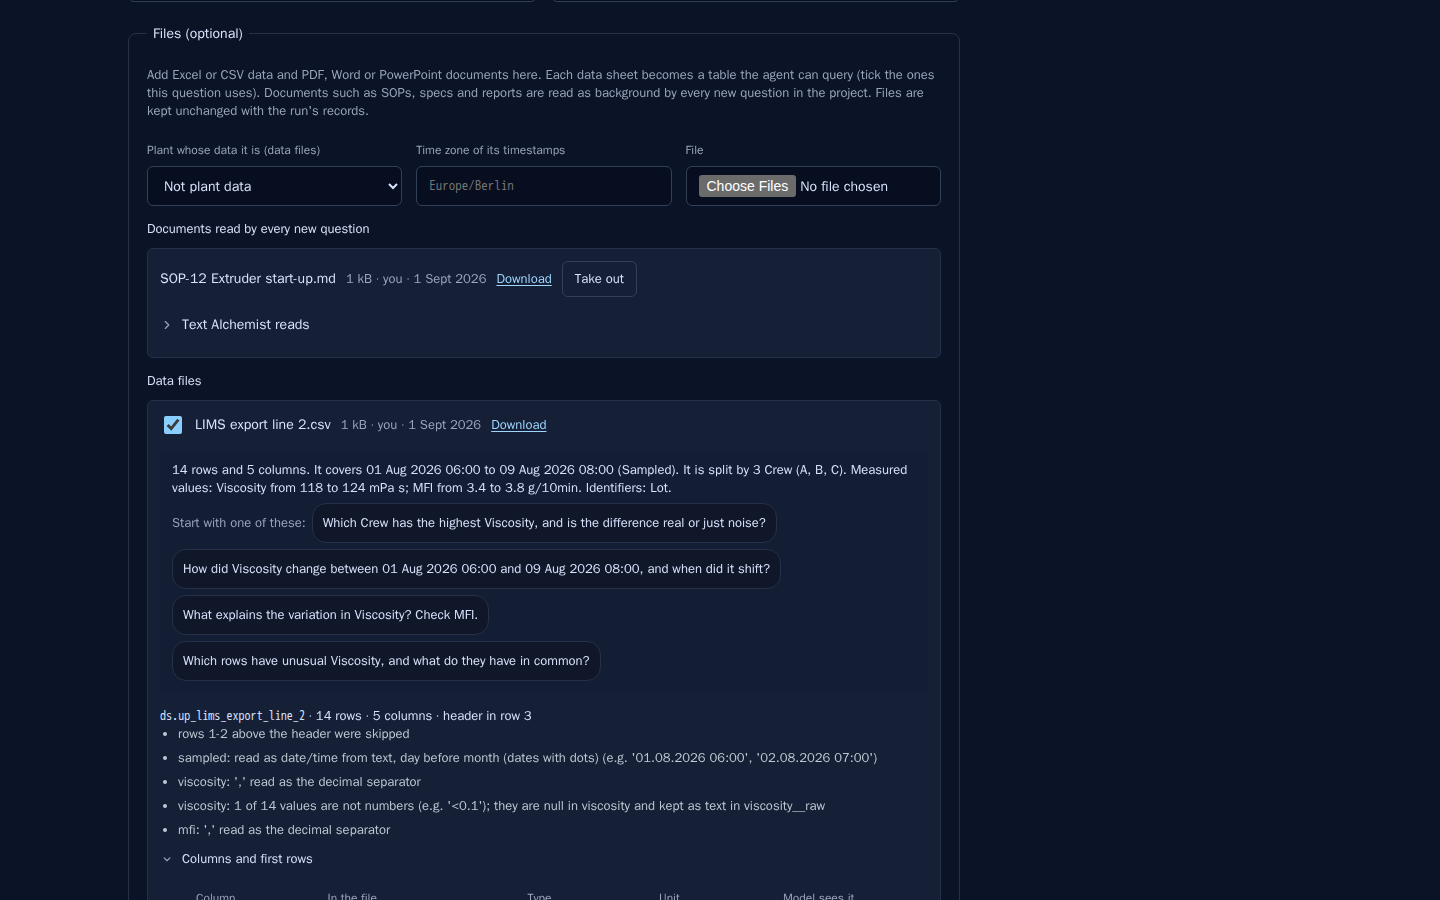 Files (optional)
Add Excel or CSV data and PDF, Word or PowerPoint documents here. Each data sheet becomes a table the agent can query (tick the ones
this question uses). Documents such as SOPs, specs and reports are read as background by every new question in the project. Files are
kept unchanged with the run's records.
Plant whose data it is (data files)
Time zone of its timestamps
File
Not plant data
Europe/Berlin
Choose Files No file chosen
Documents read by every new question
SOP-12 Extruder start-up.md 1 kB · you · 1 Sept 2026 Download Take out
Text Alchemist reads
Data files
LIMS export line 2.csv 1 kB · you · 1 Sept 2026 Download
14 rows and 5 columns. It covers 01 Aug 2026 06:00 to 09 Aug 2026 08:00 (Sampled). It is split by 3 Crew (A, B, C). Measured
values: Viscosity from 118 to 124 mPa s; MFI from 3.4 to 3.8 g/10min. Identifiers: Lot.
Start with one of these: Which Crew has the highest Viscosity, and is the difference real or just noise?
How did Viscosity change between 01 Aug 2026 06:00 and 09 Aug 2026 08:00, and when did it shift?
What explains the variation in Viscosity? Check MFI.
Which rows have unusual Viscosity, and what do they have in common?
ds.up_lims_export_line_2 · 14 rows · 5 columns · header in row 3
• rows 1-2 above the header were skipped
• sampled: read as date/time from text, day before month (dates with dots) (e.g. '01.08.2026 06:00', '02.08.2026 07:00')
• viscosity: ',' read as the decimal separator
• viscosity: 1 of 14 values are not numbers (e.g. '<0.1'); they are null in viscosity and kept as text in viscosity__raw
• mfi: ',' read as the decimal separator
Columns and first rows
Column In the file Type Unit Model sees it